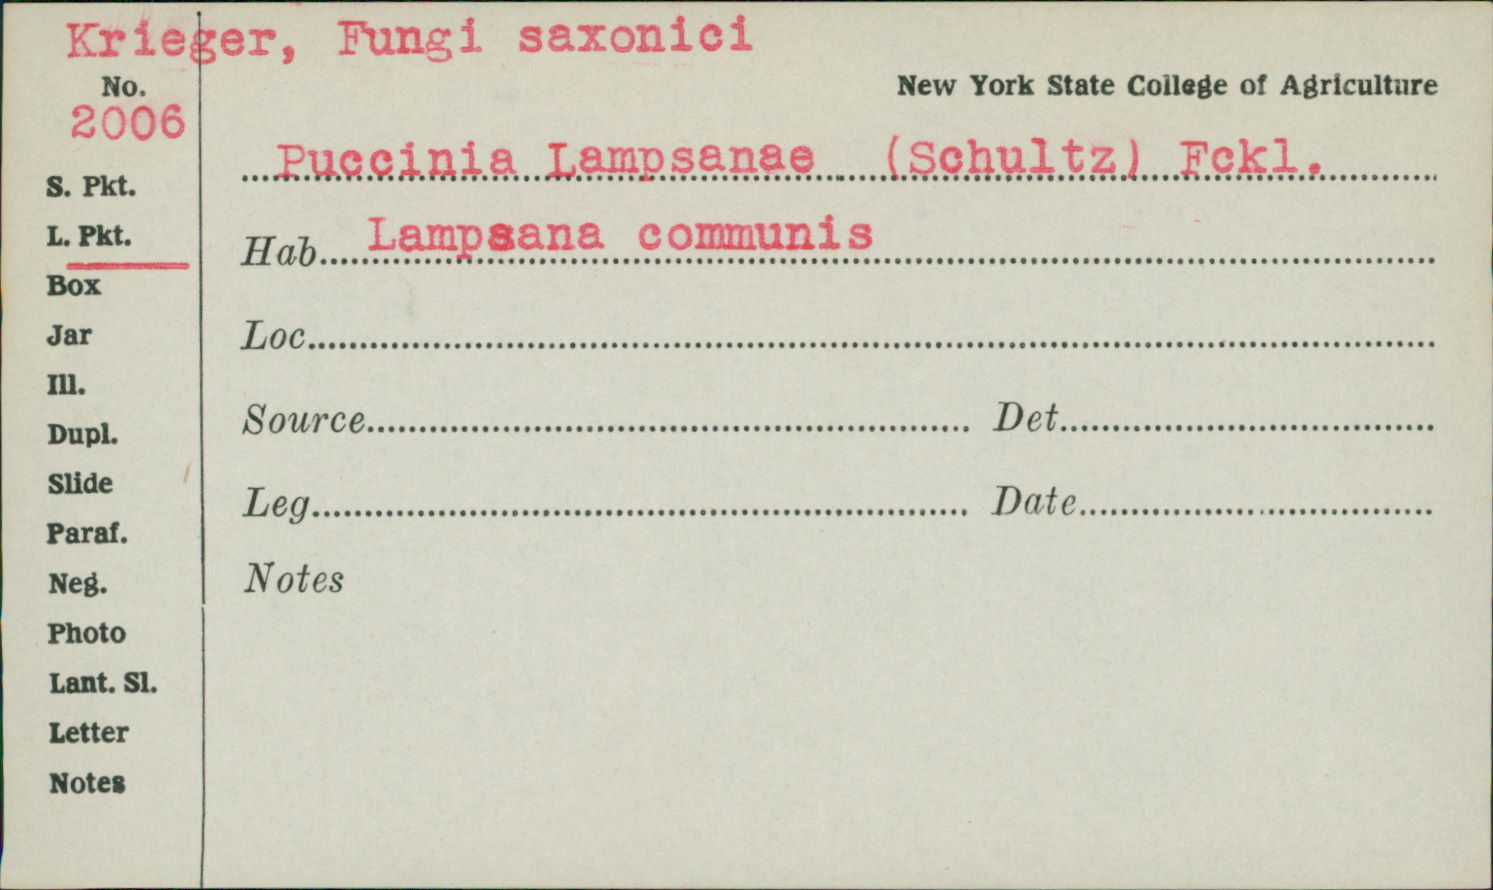 Krieger, Fungi saxonici
No.
2006
New York State College of Agriculture
Puccinia Lampsanae (Schultz) Fckl.
S. Pkt.
L. Pkt.
Hab. Lampsana communis
Box
Jar
Loc.
Ill.
Dupl.
Source Det.
Slide
Leg. Date
Paraf.
Neg.
Notes
Photo
Lant. Sl.
Letter
Notes